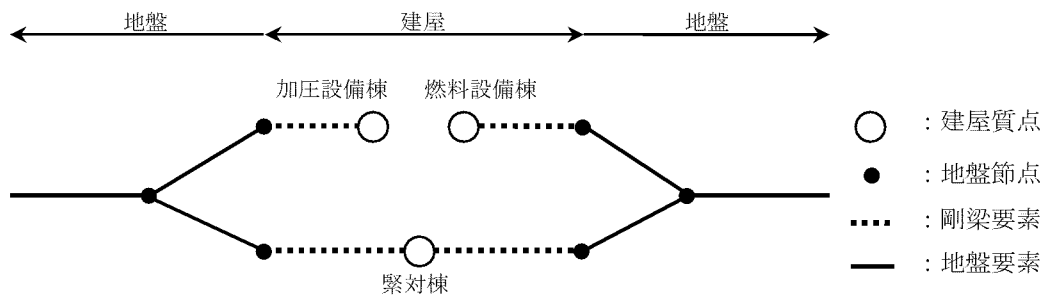 地盤 建屋 地盤
加圧設備棟 燃料設備棟
緊対棟
：建屋質点
：地盤節点
：剛梁要素
：地盤要素